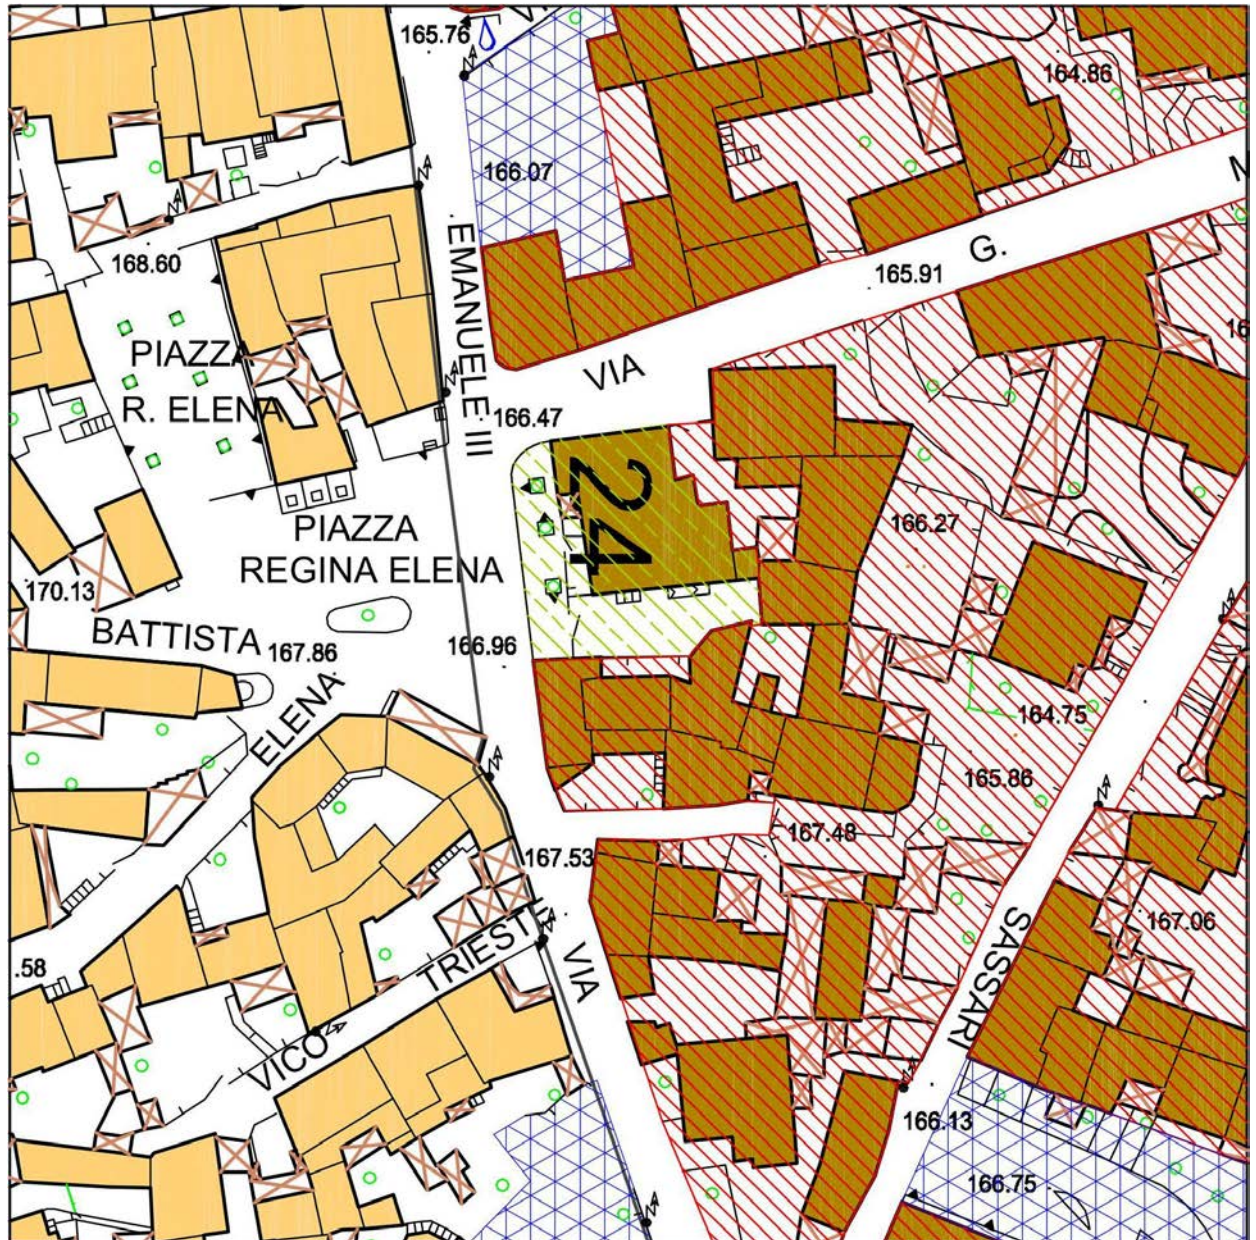 165.76
164.86
166.07
168.60
EMANUELE III
G.
165.91
PIAZZA
R. ELENA
VIA
166.47
24
166.27
PIAZZA
REGINA ELENA
170.13
BATTISTA
167.86
166.96
ELENA
164.75
165.86
167.48
167.53
TRIESTE
VIA
SASSARI
167.06
.58
VICO
166.13
166.75